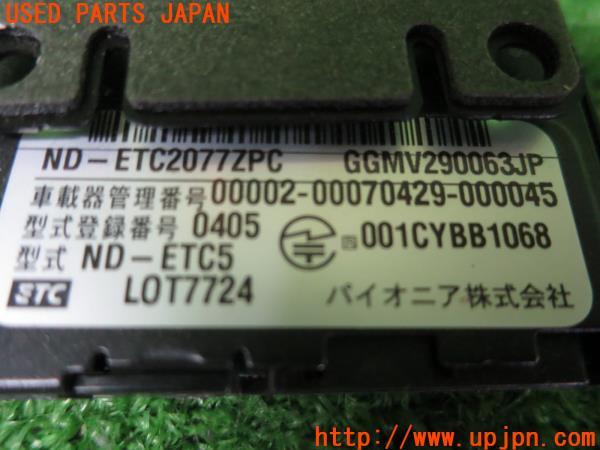 USED PARTS JAPAN
ND-ETC2077ZPC GGMV290063JP
車載器管理番号 00002-00070429-000045
型式登録番号 0405
001CYBB1068
型式 ND-ETC5
ETC LOT7724 パイオニア株式会社
UPJ
http://www.upjpn.com